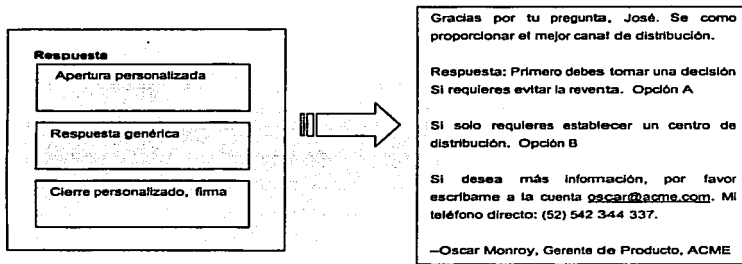 Respuesta
Apertura personalizada
Respuesta genérica
Cierre personalizado, firma
Gracias por tu pregunta, José. Se como
proporcionar el mejor canal de distribución.
Respuesta: Primero debes tomar una decisión
Si requieres evitar la reventa. Opción A
Si solo requieres establecer un centro de
distribución. Opción B
Si desea más información, por favor
escríbame a la cuenta oscar@acme.com. Mi
teléfono directo: (52) 542 344 337.
–Oscar Monroy, Gerente de Producto, ACME